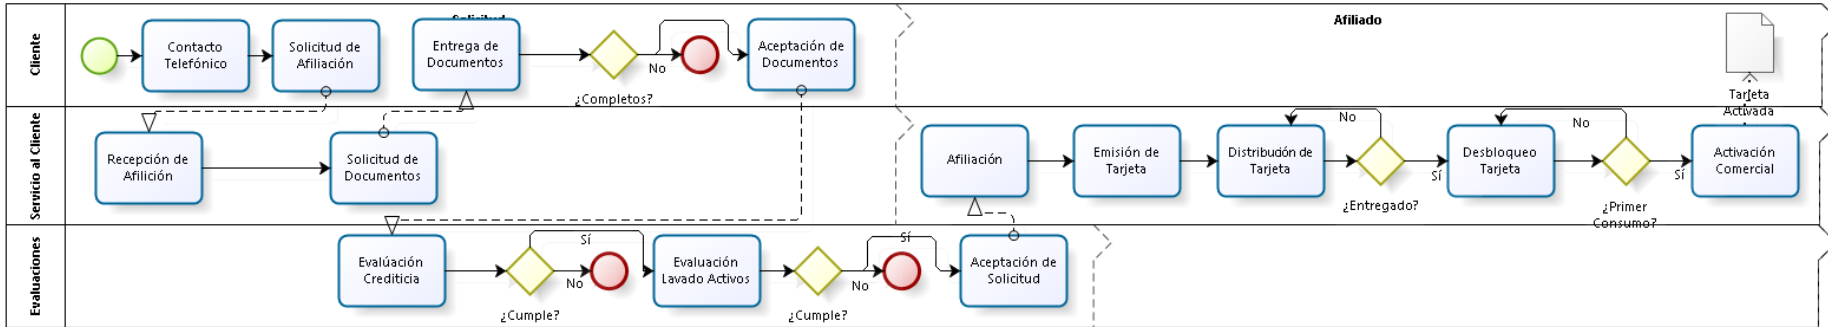 Solicitud
Afiliado
Cliente
Contacto
Telefónico
Solicitud de
Afiliación
Entrega de
Documentos
¿Completos?
No
Aceptación de
Documentos
Tarjeta
Activada
Servicio al Cliente
Recepción de
Afilición
Solicitud de
Documentos
Afiliación
Emisión de
Tarjeta
Distribución de
Tarjeta
No
¿Entregado?
Sí
Desbloqueo
Tarjeta
No
¿Primer
Consumo?
Sí
Activación
Comercial
Evaluaciones
Evalúación
Crediticia
¿Cumple?
Sí
No
Evaluación
Lavado Activos
¿Cumple?
Sí
No
Aceptación de
Solicitud